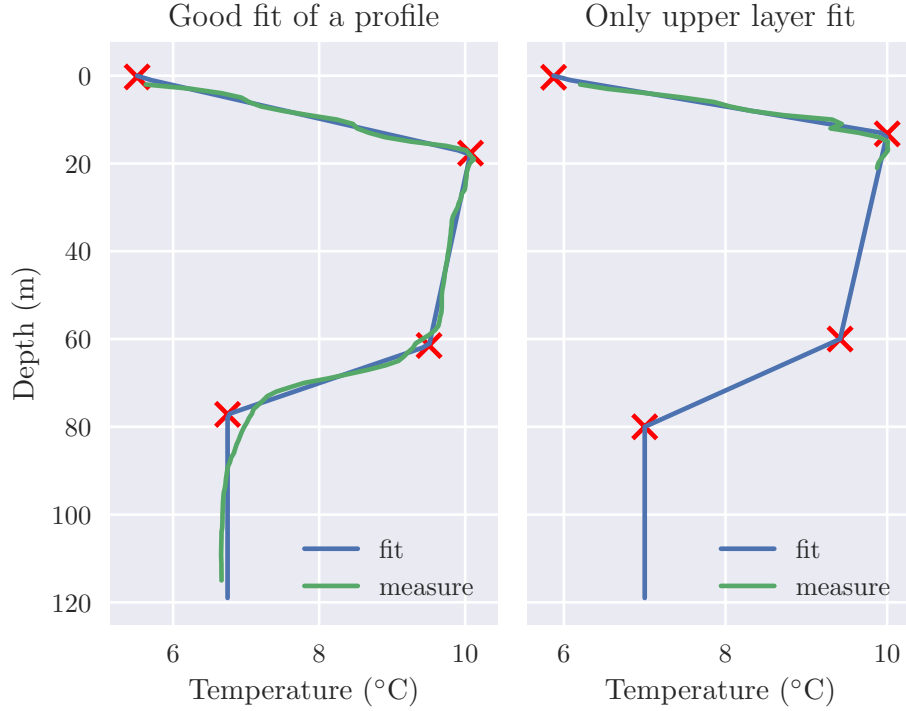 Good fit of a profile
Only upper layer fit
Depth (m)
0
20
40
60
80
100
120
fit
measure
fit
measure
6
8
10
6
8
10
Temperature (°C)
Temperature (°C)